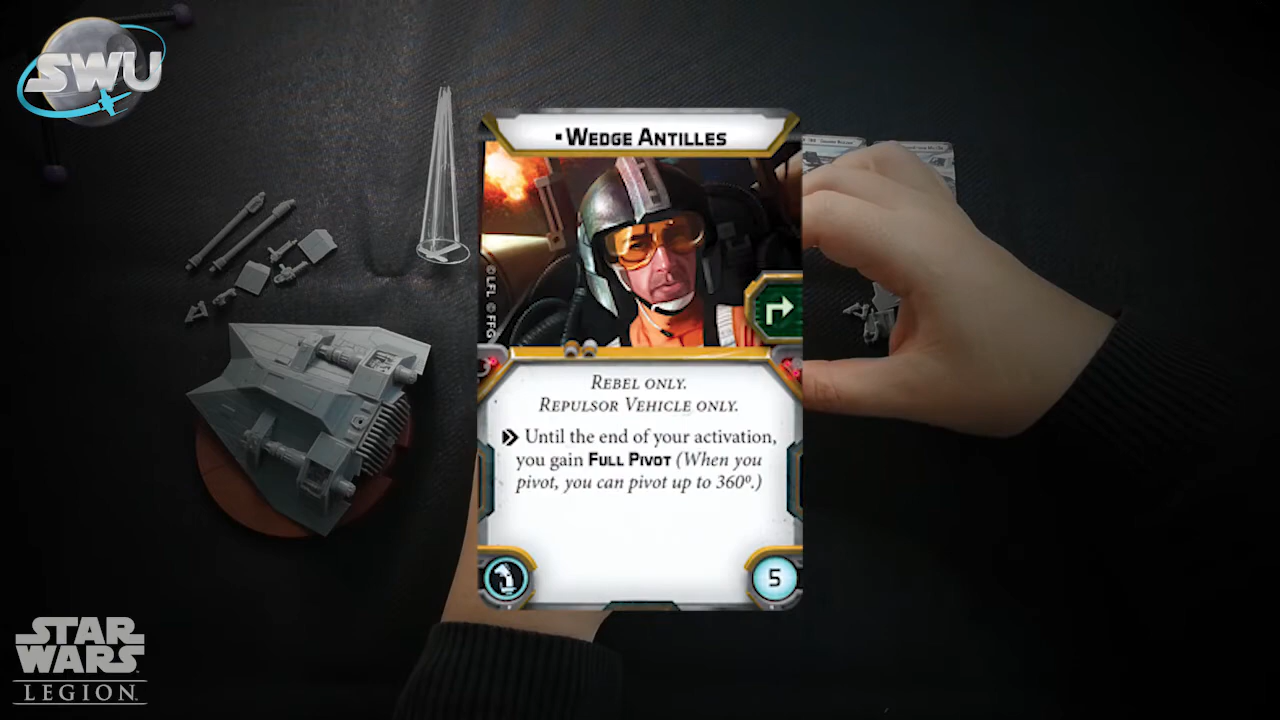 SWU
▪Wedge Antilles
© LFL © FFG
Rebel only.
Repulsor Vehicle only.
Until the end of your activation,
you gain Full Pivot (When you
pivot, you can pivot up to 360º.)
5
STAR
WARS
LEGION